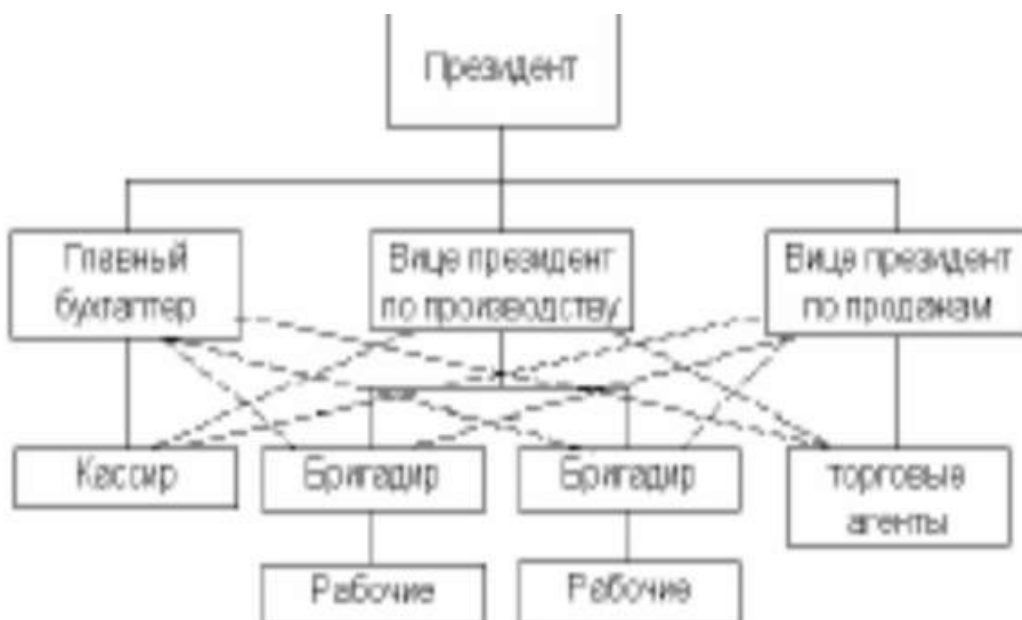 Президент
Главный
бухгалтер
Вице президент
по производству
Вице президент
по продажам
Кассир
Бригадир
Бригадир
торговые
агенты
Рабочие
Рабочие